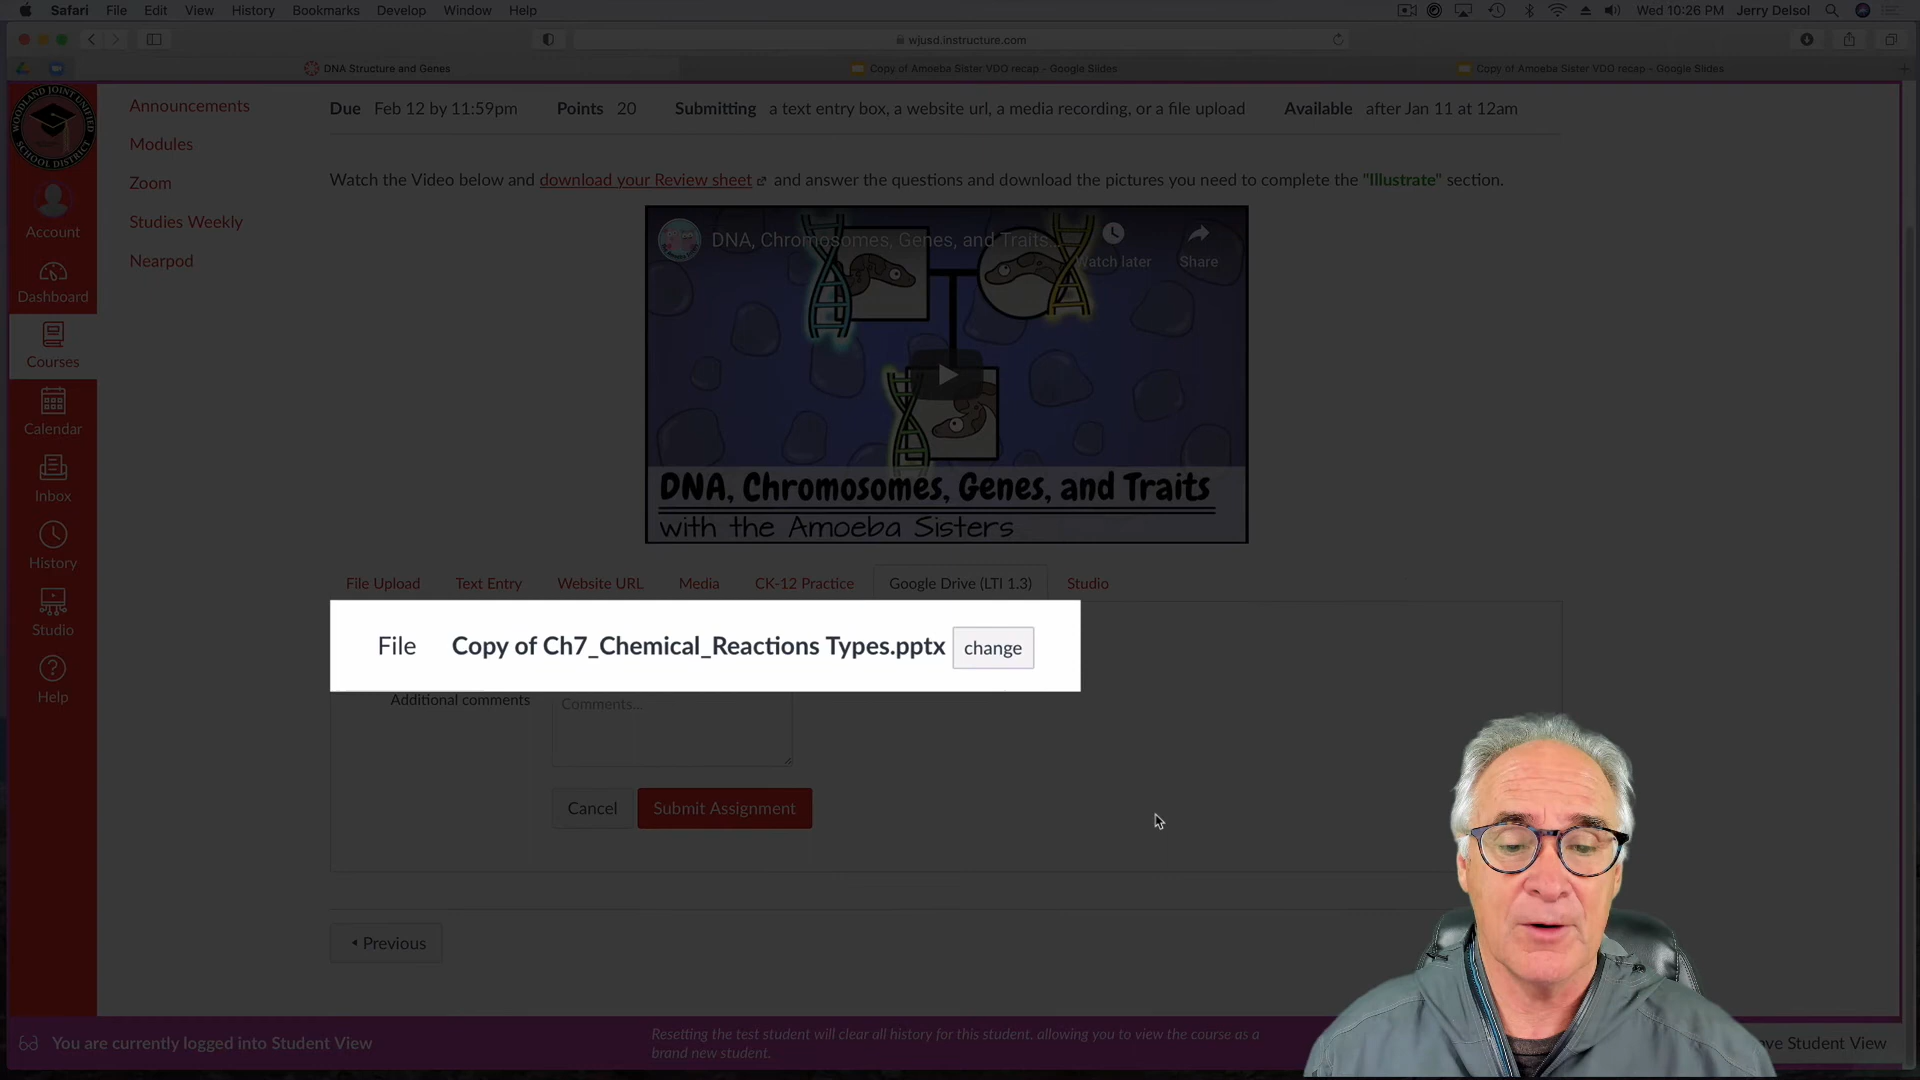 Safari File Edit View History Bookmarks Develop Window Help Wed 10:26 PM Jerry Delsol
wjusd.instructure.com
DNA Structure and Genes Copy of Amoeba Sister VDO recap - Google Slides Copy of Amoeba Sister VDO recap - Google Slides
WOODLAND JOINT UNIFIED
SCHOOL DISTRICT
Account
Dashboard
Courses
Calendar
Inbox
History
Studio
Help
Announcements
Modules
Zoom
Studies Weekly
Nearpod
Due Feb 12 by 11:59pm Points 20 Submitting a text entry box, a website url, a media recording, or a file upload Available after Jan 11 at 12am
Watch the Video below and download your Review sheet and answer the questions and download the pictures you need to complete the "Illustrate" section.
DNA, Chromosomes, Genes, and Traits...
Watch later Share
DNA, Chromosomes, Genes, and Traits
with the Amoeba Sisters
File Upload Text Entry Website URL Media CK-12 Practice Google Drive (LTI 1.3) Studio
File Copy of Ch7_Chemical_Reactions Types.pptx change
Additional comments Comments...
Cancel Submit Assignment
Previous
You are currently logged into Student View
Resetting the test student will clear all history for this student, allowing you to view the course as a
brand new student.
Student View